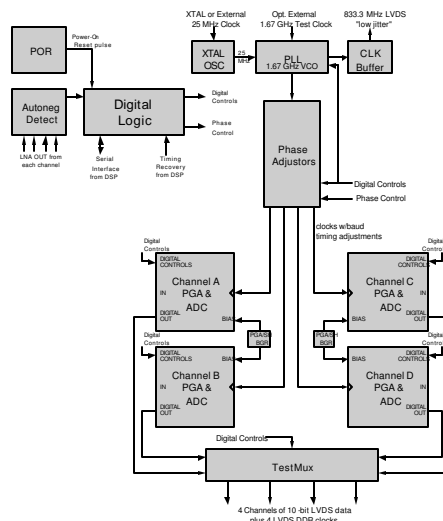 XTAL or External
25 MHz Clock
Opt. External
1.67 GHz Test Clock
833.3 MHz LVDS
"low jitter"
POR
Power-On
Reset pulse
XTAL
OSC
25
MHz
PLL
1.67 GHz VCO
CLK
Buffer
Autoneg
Detect
Digital
Logic
Digital
Controls
Phase
Control
LNA OUT from
each channel
Serial
Interface
from DSP
Timing
Recovery
from DSP
Phase
Adjustors
Digital Controls
Phase Control
clocks w/baud
timing adjustments
Digital
Controls
DIGITAL
CONTROLS
Channel A
IN
PGA &
ADC
DIGITAL
OUT
BIAS
Digital
Controls
DIGITAL
CONTROLS
Channel C
PGA &
IN
ADC
DIGITAL
OUT
BIAS
BGR
BGR
Digital
Controls
DIGITAL
CONTROLS
BIAS
Channel B
IN
PGA &
ADC
DIGITAL
OUT
Digital
Controls
DIGITAL
CONTROLS
BIAS
Channel D
PGA &
IN
ADC
DIGITAL
OUT
Digital Controls
TestMux
4 Channels of 10 -bit LVDS data
plus 4 LVDS DDR clocks